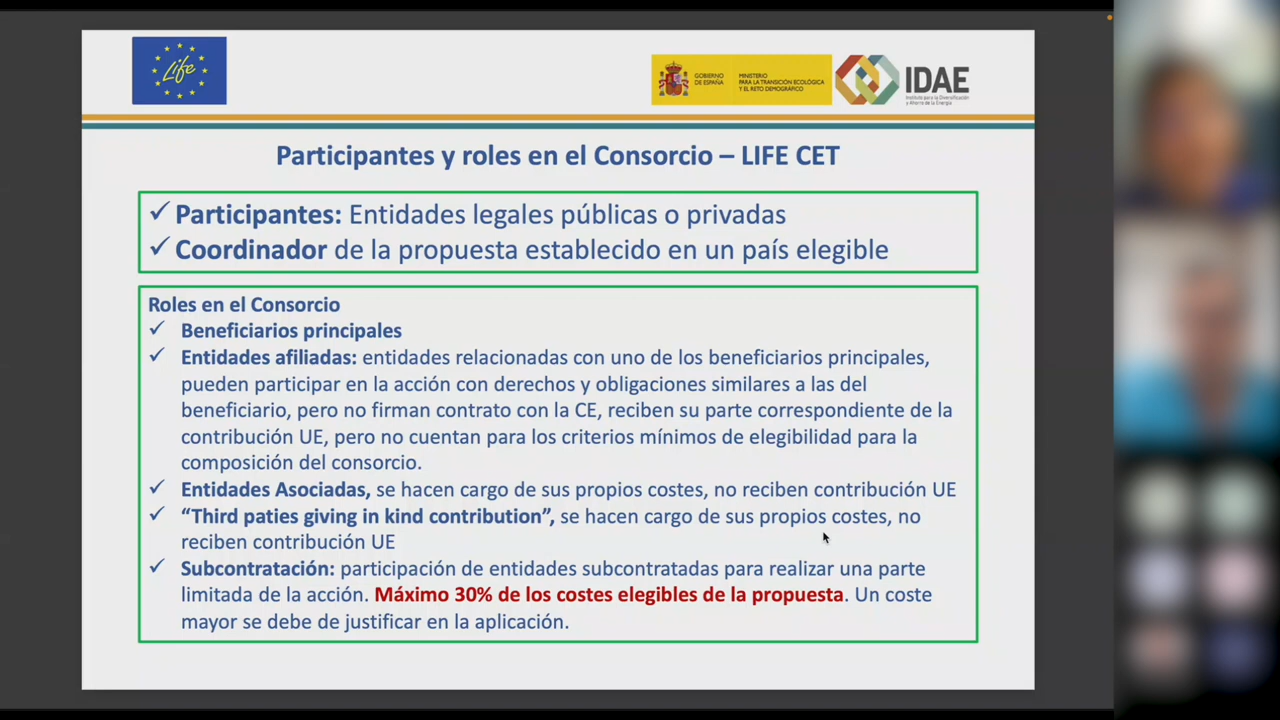 Life
GOBIERNO
DE ESPAÑA
MINISTERIO
PARA LA TRANSICIÓN ECOLÓGICA
Y EL RETO DEMOGRÁFICO
IDAE
Instituto para la Diversificación
y Ahorro de la Energía
Participantes y roles en el Consorcio – LIFE CET
✓ Participantes: Entidades legales públicas o privadas
✓ Coordinador de la propuesta establecido en un país elegible
Roles en el Consorcio
✓ Beneficiarios principales
✓ Entidades afiliadas: entidades relacionadas con uno de los beneficiarios principales,
pueden participar en la acción con derechos y obligaciones similares a las del
beneficiario, pero no firman contrato con la CE, reciben su parte correspondiente de la
contribución UE, pero no cuentan para los criterios mínimos de elegibilidad para la
composición del consorcio.
✓ Entidades Asociadas, se hacen cargo de sus propios costes, no reciben contribución UE
✓ “Third paties giving in kind contribution”, se hacen cargo de sus propios costes, no
reciben contribución UE
✓ Subcontratación: participación de entidades subcontratadas para realizar una parte
limitada de la acción. Máximo 30% de los costes elegibles de la propuesta. Un coste
mayor se debe de justificar en la aplicación.